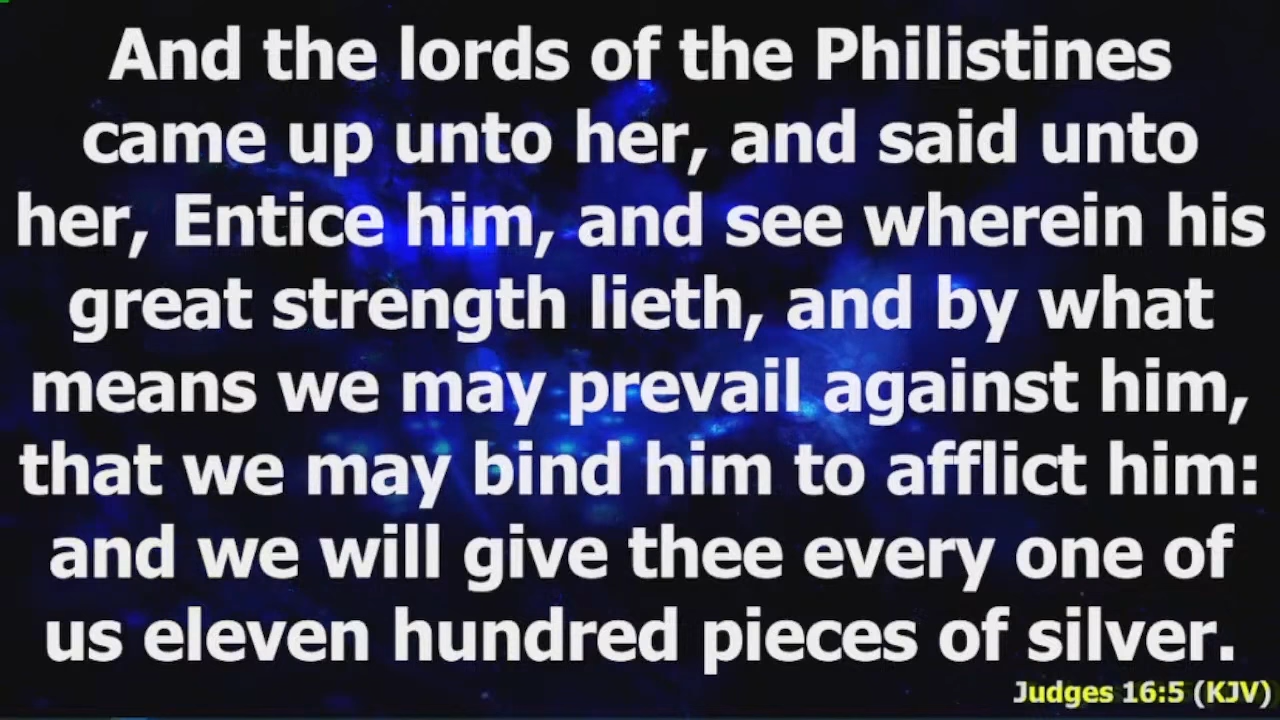 And the lords of the Philistines
came up unto her, and said unto
her, Entice him, and see wherein his
great strength lieth, and by what
means we may prevail against him,
that we may bind him to afflict him:
and we will give thee every one of
us eleven hundred pieces of silver.
Judges 16:5 (KJV)